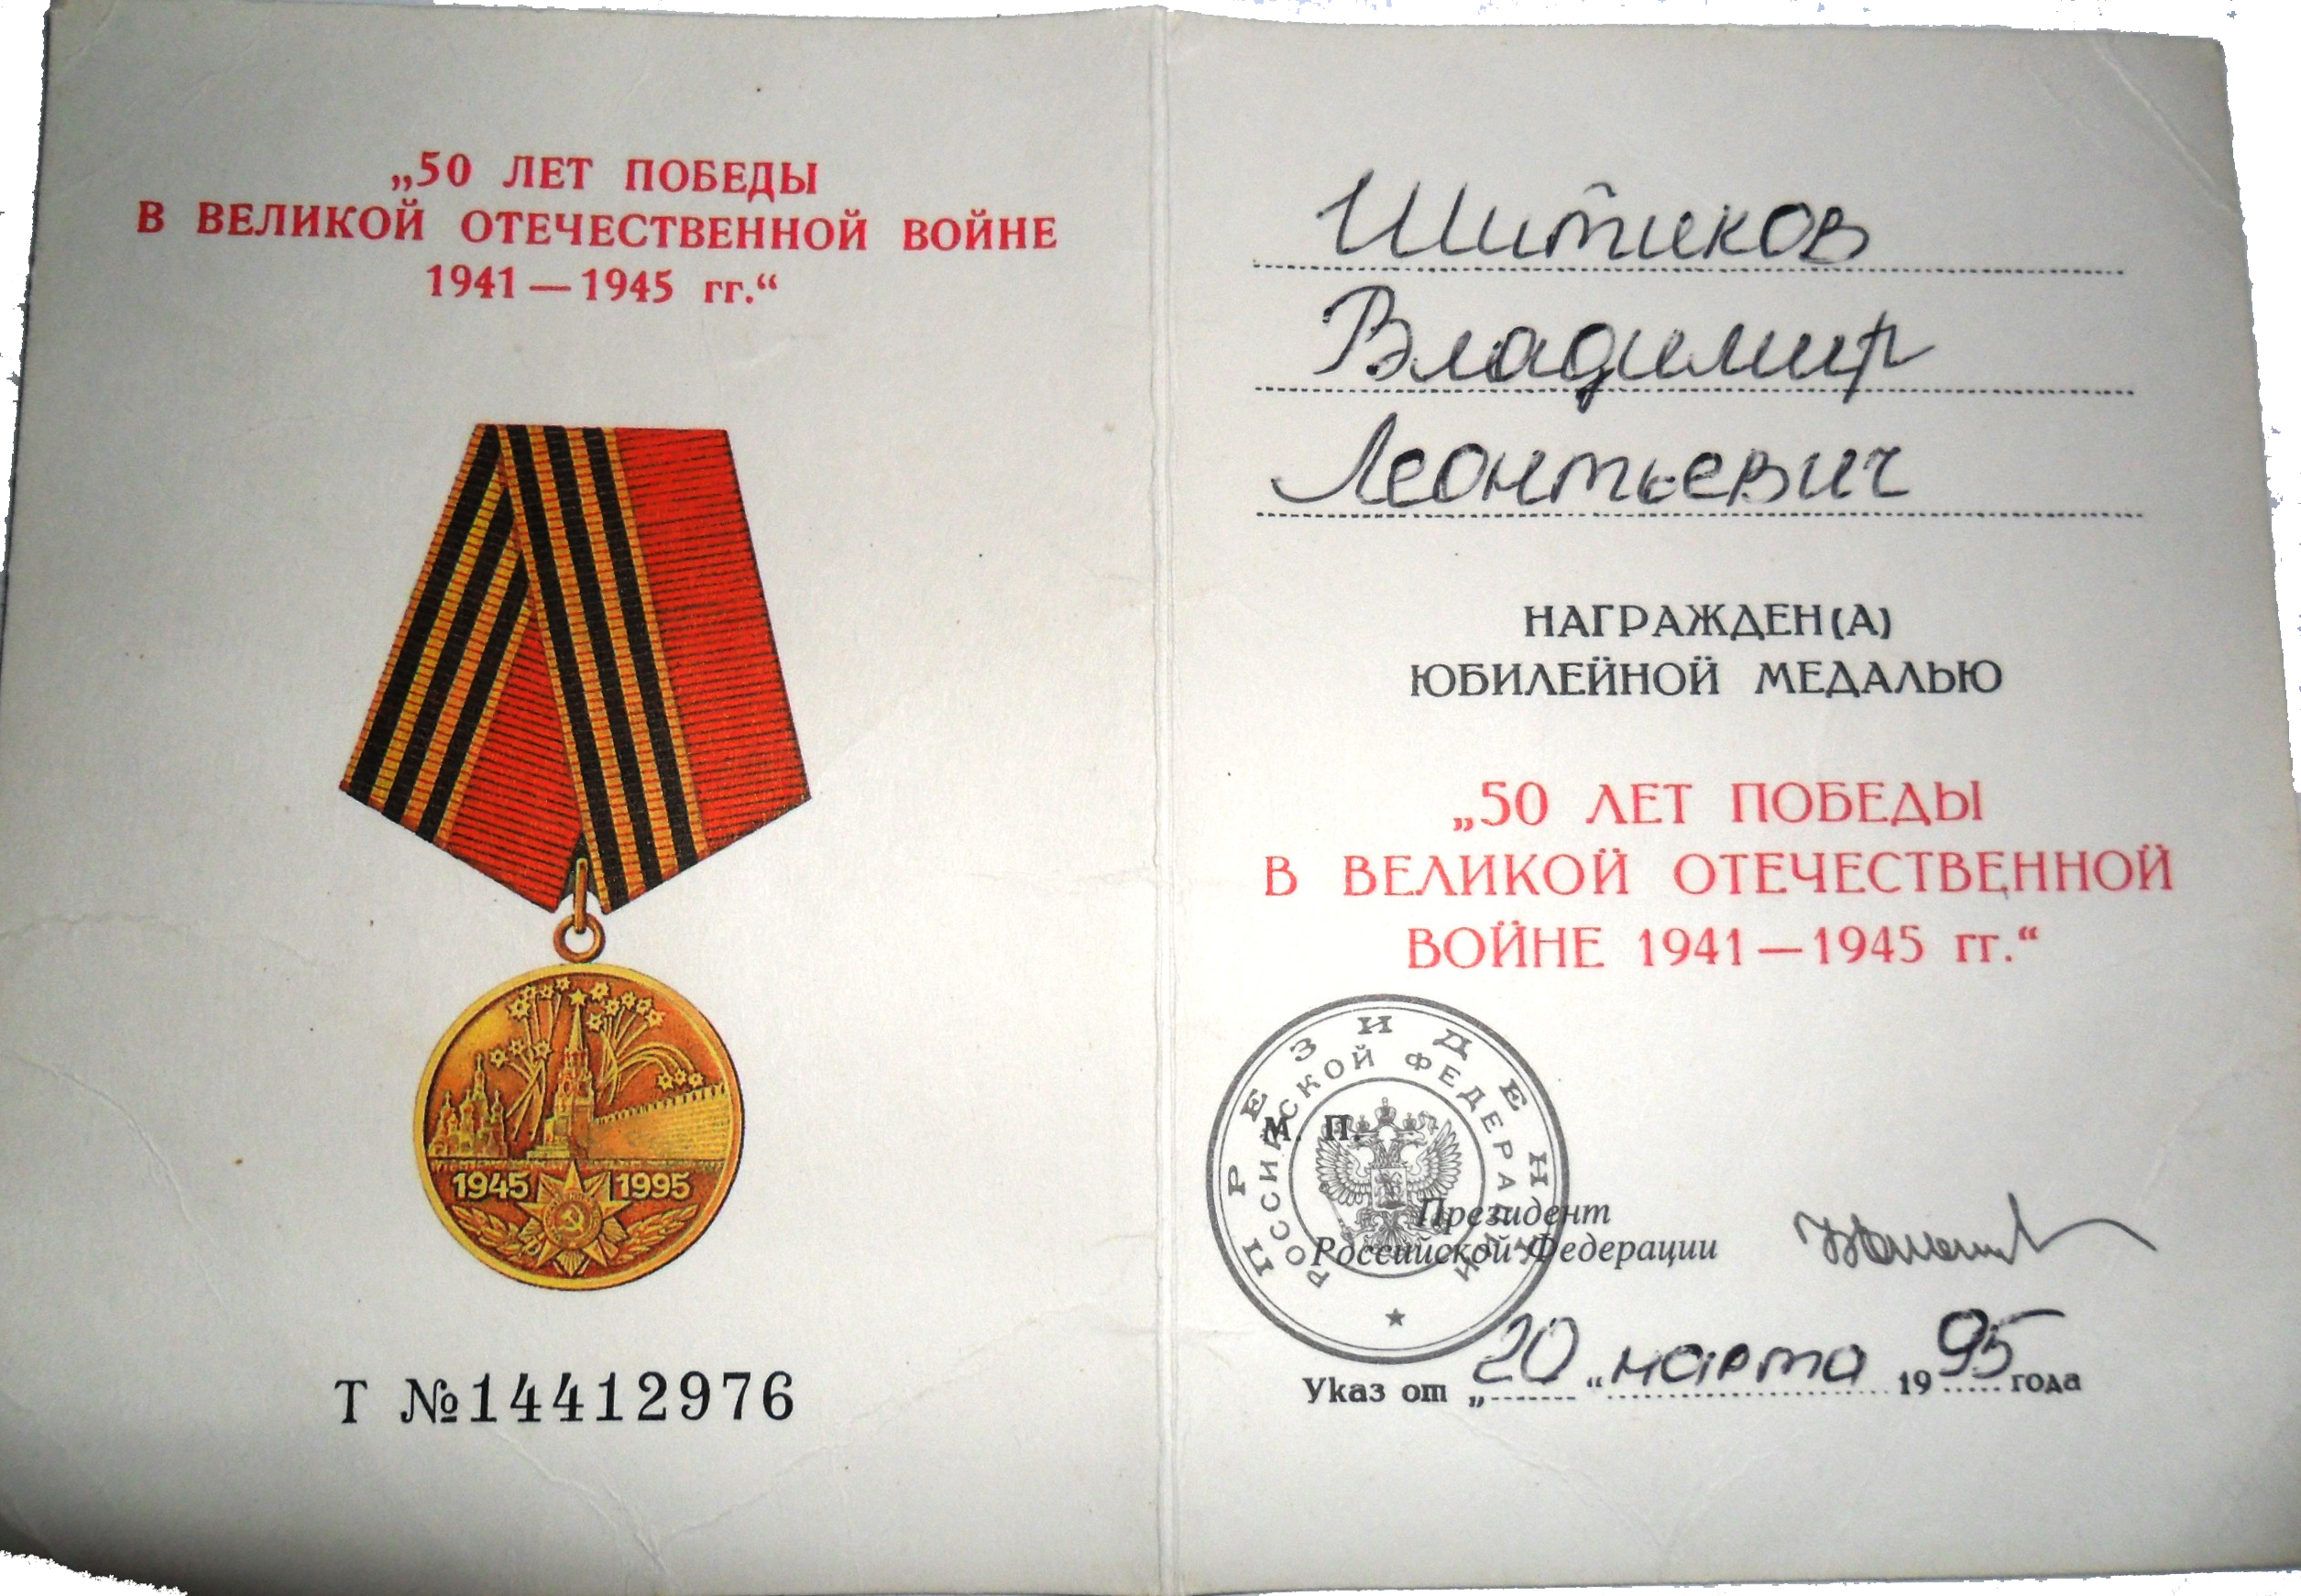 „50 ЛЕТ ПОБЕДЫ
В ВЕЛИКОЙ ОТЕЧЕСТВЕННОЙ ВОЙНЕ
1941—1945 гг.“
1945 1995
Т №14412976
Шитиков
Владимир
Леонтьевич
НАГРАЖДЕН(А)
ЮБИЛЕЙНОЙ МЕДАЛЬЮ
„50 ЛЕТ ПОБЕДЫ
В ВЕЛИКОЙ ОТЕЧЕСТВЕННОЙ
ВОЙНЕ 1941—1945 гг.“
ПРЕЗИДЕНТ
РОССИЙСКОЙ ФЕДЕРАЦИИ
М. П.
Президент
Российской Федерации
Указ от „20“ марта 1995 года